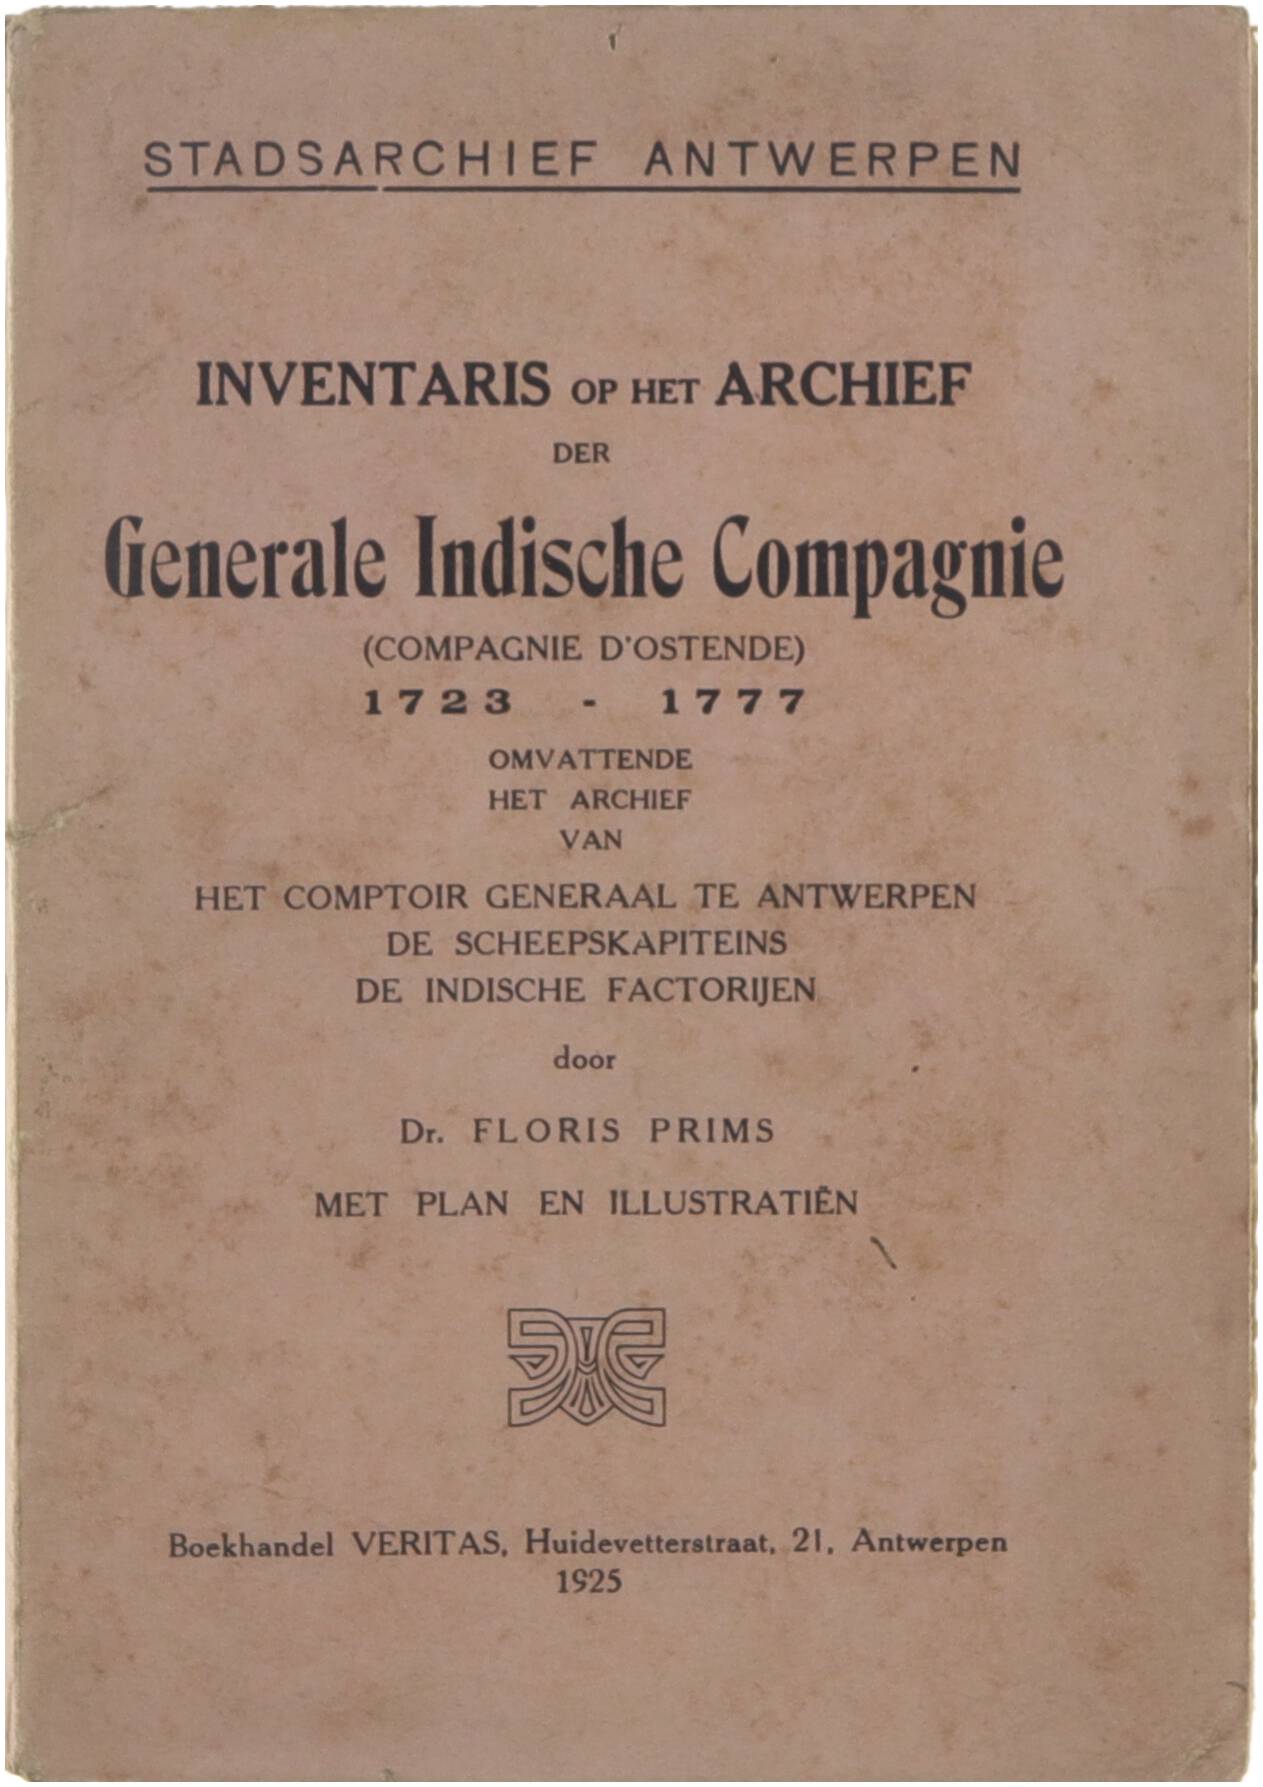 STADSARCHIEF ANTWERPEN
INVENTARIS OP HET ARCHIEF
DER
Generale Indische Compagnie
(COMPAGNIE D'OSTENDE)
1723 - 1777
OMVATTENDE
HET ARCHIEF
VAN
HET COMPTOIR GENERAAL TE ANTWERPEN
DE SCHEEPSKAPITEINS
DE INDISCHE FACTORIJEN
door
Dr. FLORIS PRIMS
MET PLAN EN ILLUSTRATIËN
Boekhandel VERITAS, Huidevetterstraat, 21, Antwerpen
1925